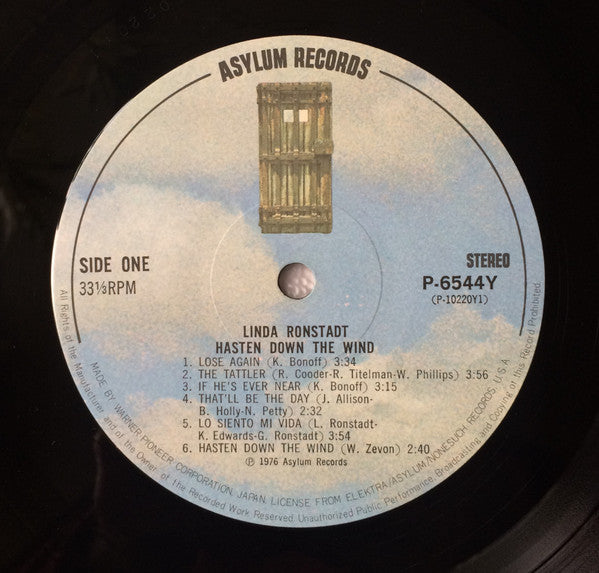 ASYLUM RECORDS
SIDE ONE
33⅓RPM
STEREO
P-6544Y
(P-10220Y1)
LINDA RONSTADT
HASTEN DOWN THE WIND
1. LOSE AGAIN (K. Bonoff) 3:34
2. THE TATTLER (R. Cooder-R. Titelman-W. Phillips) 3:56
3. IF HE'S EVER NEAR (K. Bonoff) 3:15
4. THAT'LL BE THE DAY (J. Allison-
B. Holly-N. Petty) 2:32
5. LO SIENTO MI VIDA (L. Ronstadt-
K. Edwards-G. Ronstadt) 3:54
6. HASTEN DOWN THE WIND (W. Zevon) 2:40
Ⓟ 1976 Asylum Records
MADE BY WARNER PIONEER CORPORATION, JAPAN, LICENSE FROM ELEKTRA/ASYLUM/NONESUCH RECORDS, U.S.A.
All Rights of the Manufacturer and of the Owner of the Recorded Work Reserved. Unauthorized Public Performance, Broadcasting and Copying of this Record Prohibited.